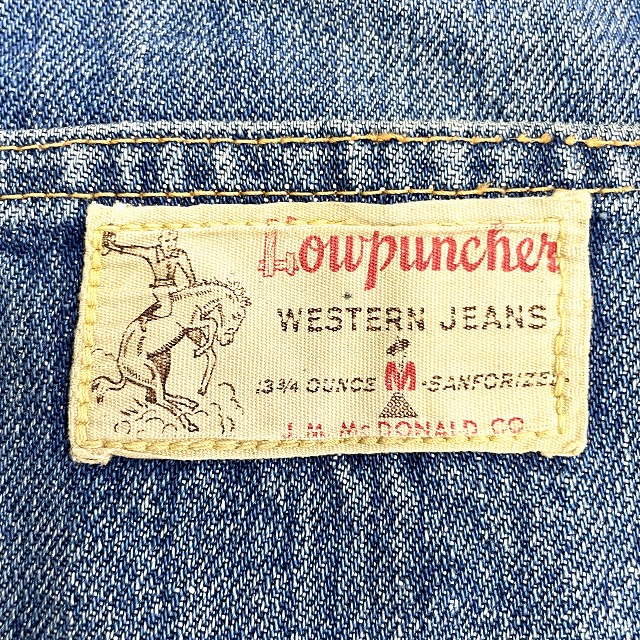 Cowpuncher
WESTERN JEANS
13 3/4 OUNCE M SANFORIZED
J. M. McDONALD CO.